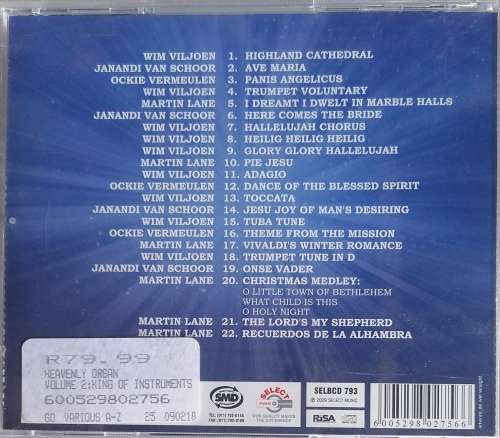 WIM VILJOEN 1. HIGHLAND CATHEDRAL
JANANDI VAN SCHOOR 2. AVE MARIA
OCKIE VERMEULEN 3. PANIS ANGELICUS
WIM VILJOEN 4. TRUMPET VOLUNTARY
MARTIN LANE 5. I DREAMT I DWELT IN MARBLE HALLS
JANANDI VAN SCHOOR 6. HERE COMES THE BRIDE
WIM VILJOEN 7. HALLELUJAH CHORUS
WIM VILJOEN 8. HEILIG HEILIG HEILIG
WIM VILJOEN 9. GLORY GLORY HALLELUJAH
MARTIN LANE 10. PIE JESU
WIM VILJOEN 11. ADAGIO
OCKIE VERMEULEN 12. DANCE OF THE BLESSED SPIRIT
WIM VILJOEN 13. TOCCATA
JANANDI VAN SCHOOR 14. JESU JOY OF MAN'S DESIRING
WIM VILJOEN 15. TUBA TUNE
OCKIE VERMEULEN 16. THEME FROM THE MISSION
MARTIN LANE 17. VIVALDI'S WINTER ROMANCE
WIM VILJOEN 18. TRUMPET TUNE IN D
JANANDI VAN SCHOOR 19. ONSE VADER
MARTIN LANE 20. CHRISTMAS MEDLEY:
O LITTLE TOWN OF BETHLEHEM
WHAT CHILD IS THIS
O HOLY NIGHT
MARTIN LANE 21. THE LORD'S MY SHEPHERD
MARTIN LANE 22. RECUERDOS DE LA ALHAMBRA
R79.99
HEAVENLY ORGAN
VOLUME 2:KING OF INSTRUMENTS
600529802756
GO VARIOUS A-Z 25 090218
SMD
SELECT
MUSIC
THE DIFFERENCE
SELBCD 793
2009 SELECT MUSIC
RiSA
6 005298 027566